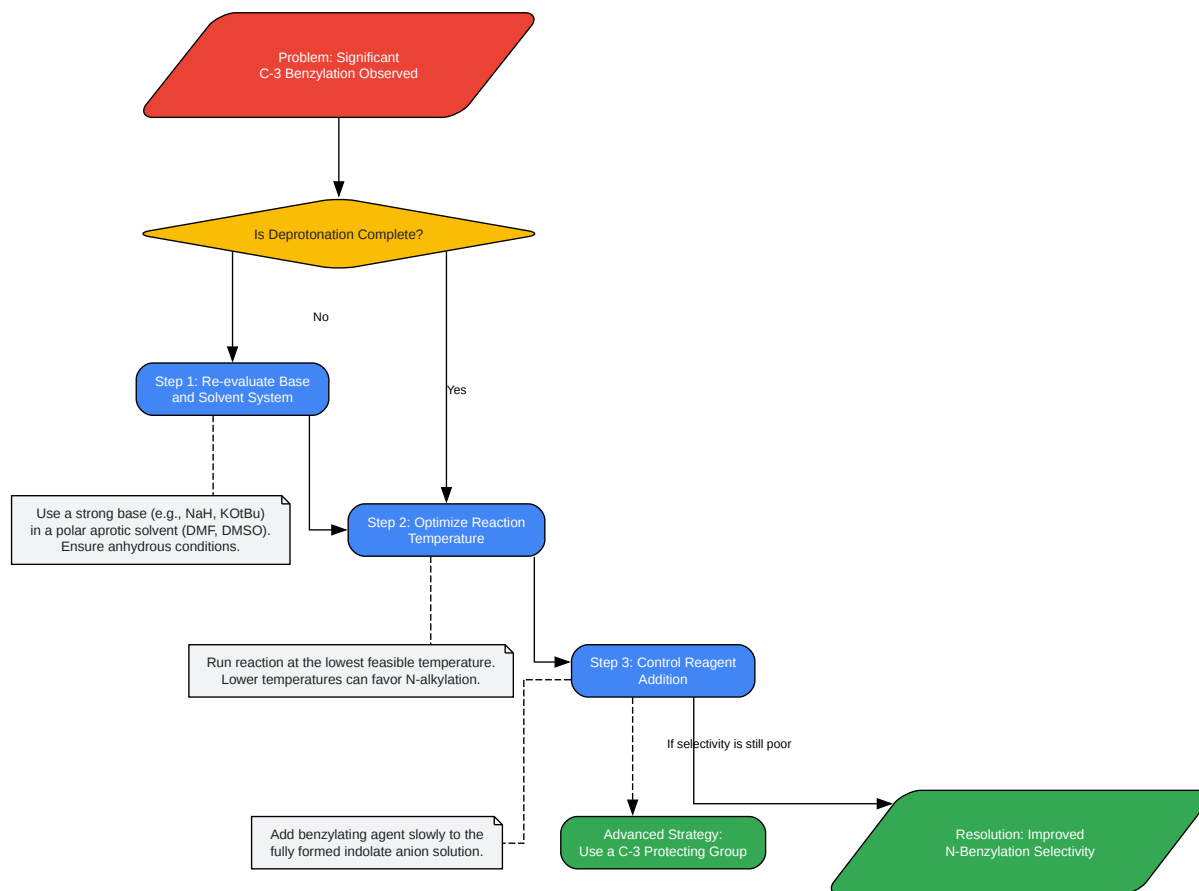 Problem: Significant
C-3 Benzylation Observed
Is Deprotonation Complete?
No
Step 1: Re-evaluate Base
and Solvent System
Yes
Use a strong base (e.g., NaH, KOtBu)
in a polar aprotic solvent (DMF, DMSO).
Ensure anhydrous conditions.
Step 2: Optimize Reaction
Temperature
Run reaction at the lowest feasible temperature.
Lower temperatures can favor N-alkylation.
Step 3: Control Reagent
Addition
If selectivity is still poor
Add benzylating agent slowly to the
fully formed indolate anion solution.
Advanced Strategy:
Use a C-3 Protecting Group
Resolution: Improved
N-Benzylation Selectivity